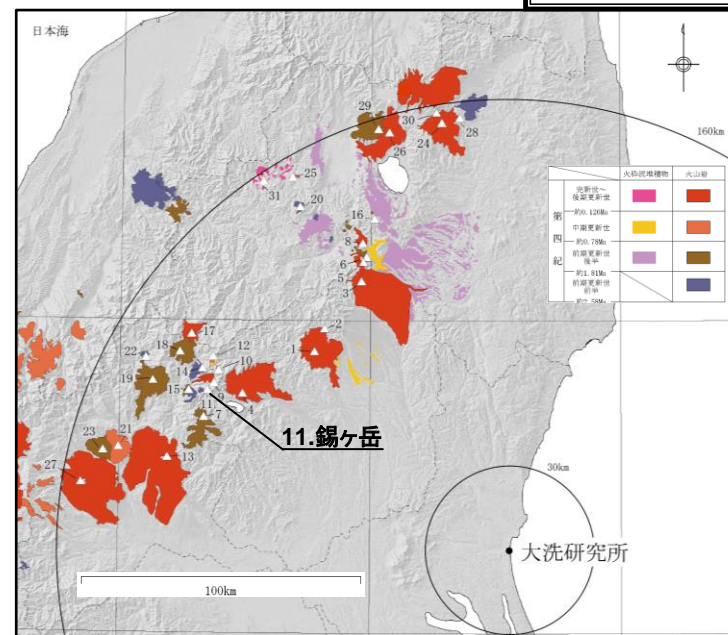 日本海
160km
29
30
24
28
26
25
31
20
16
8
6
5
3
火砕流堆積物 火山岩
第四紀
完新世～
後期更新世
約0.126Ma
中期更新世
約0.78Ma
前期更新世
後半
約1.81Ma
前期更新世
前半
約2.58Ma
2
17
1
18
12
22
14
10
19
15
9
11
4
7
11.錫ヶ岳
23
21
13
27
30km
大洗研究所
100km